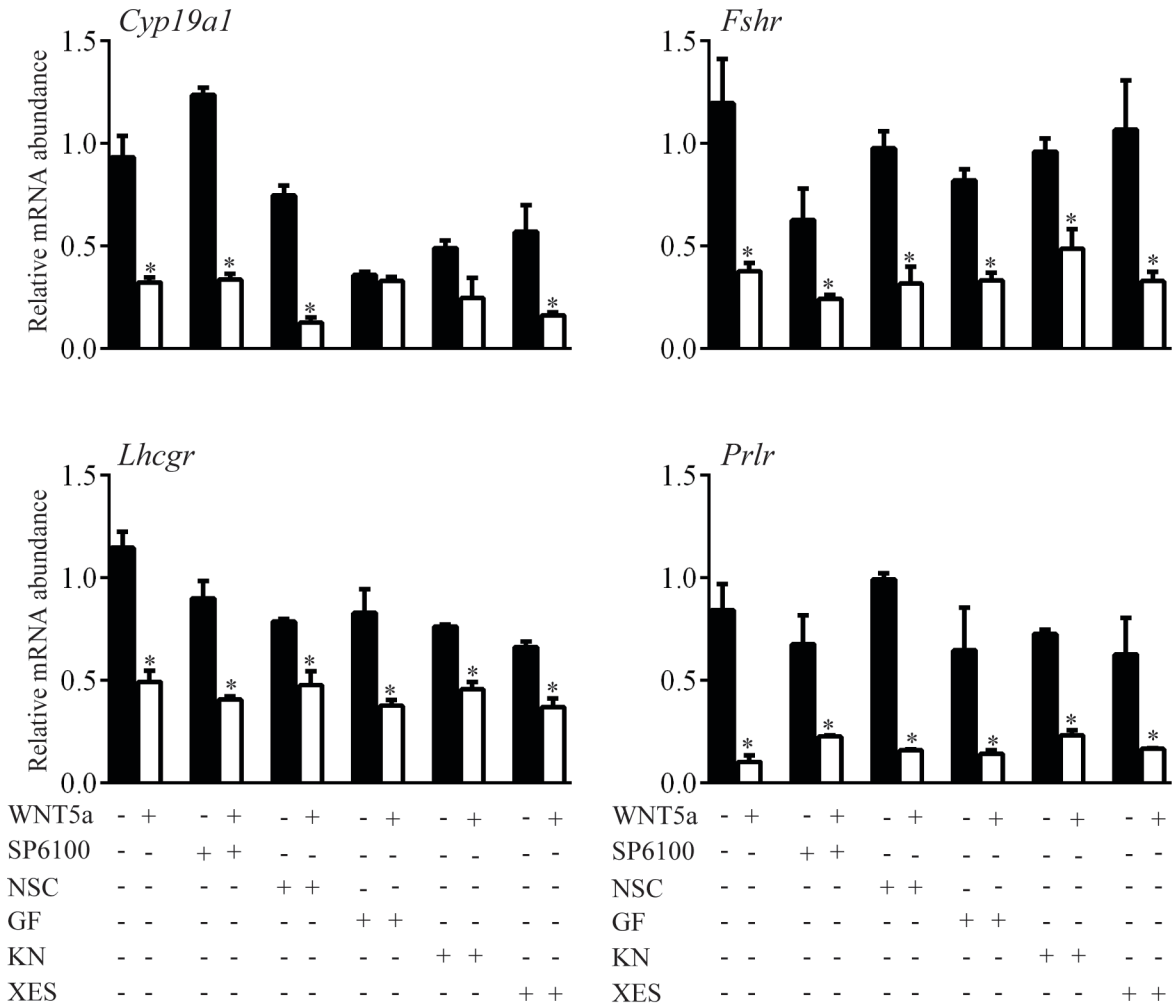 Cyp19a1
Fshr
Relative mRNA abundance
1.5
1.0
0.5
0.0
* * * *
1.5
1.0
0.5
0.0
* * * * * *
Lhcgr
Prlr
Relative mRNA abundance
1.5
1.0
0.5
0.0
* * * * * *
1.5
1.0
0.5
0.0
* * * * * *
WNT5a - + - + - + - + - + - +
SP6100 - - + + - - - - - - - -
NSC - - - - + + - - - - - -
GF - - - - - - + + - - - -
KN - - - - - - - - + + - -
XES - - - - - - - - - - + +
WNT5a - + - + - + - + - + - +
SP6100 - - + + - - - - - - - -
NSC - - - - + + - - - - - -
GF - - - - - - + + - - - -
KN - - - - - - - - + + - -
XES - - - - - - - - - - + +